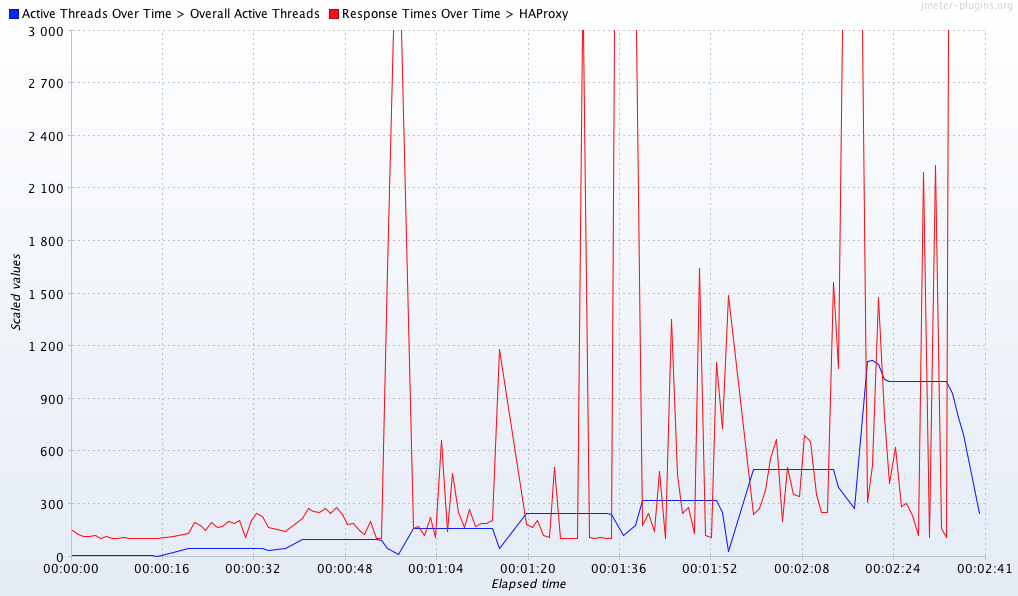 jmeter-plugins.org
Active Threads Over Time > Overall Active Threads Response Times Over Time > HAProxy
3 000
2 700
2 400
2 100
1 800
1 500
1 200
900
600
300
0
Scaled values
00:00:00 00:00:16 00:00:32 00:00:48 00:01:04 00:01:20 00:01:36 00:01:52 00:02:08 00:02:24 00:02:41
Elapsed time